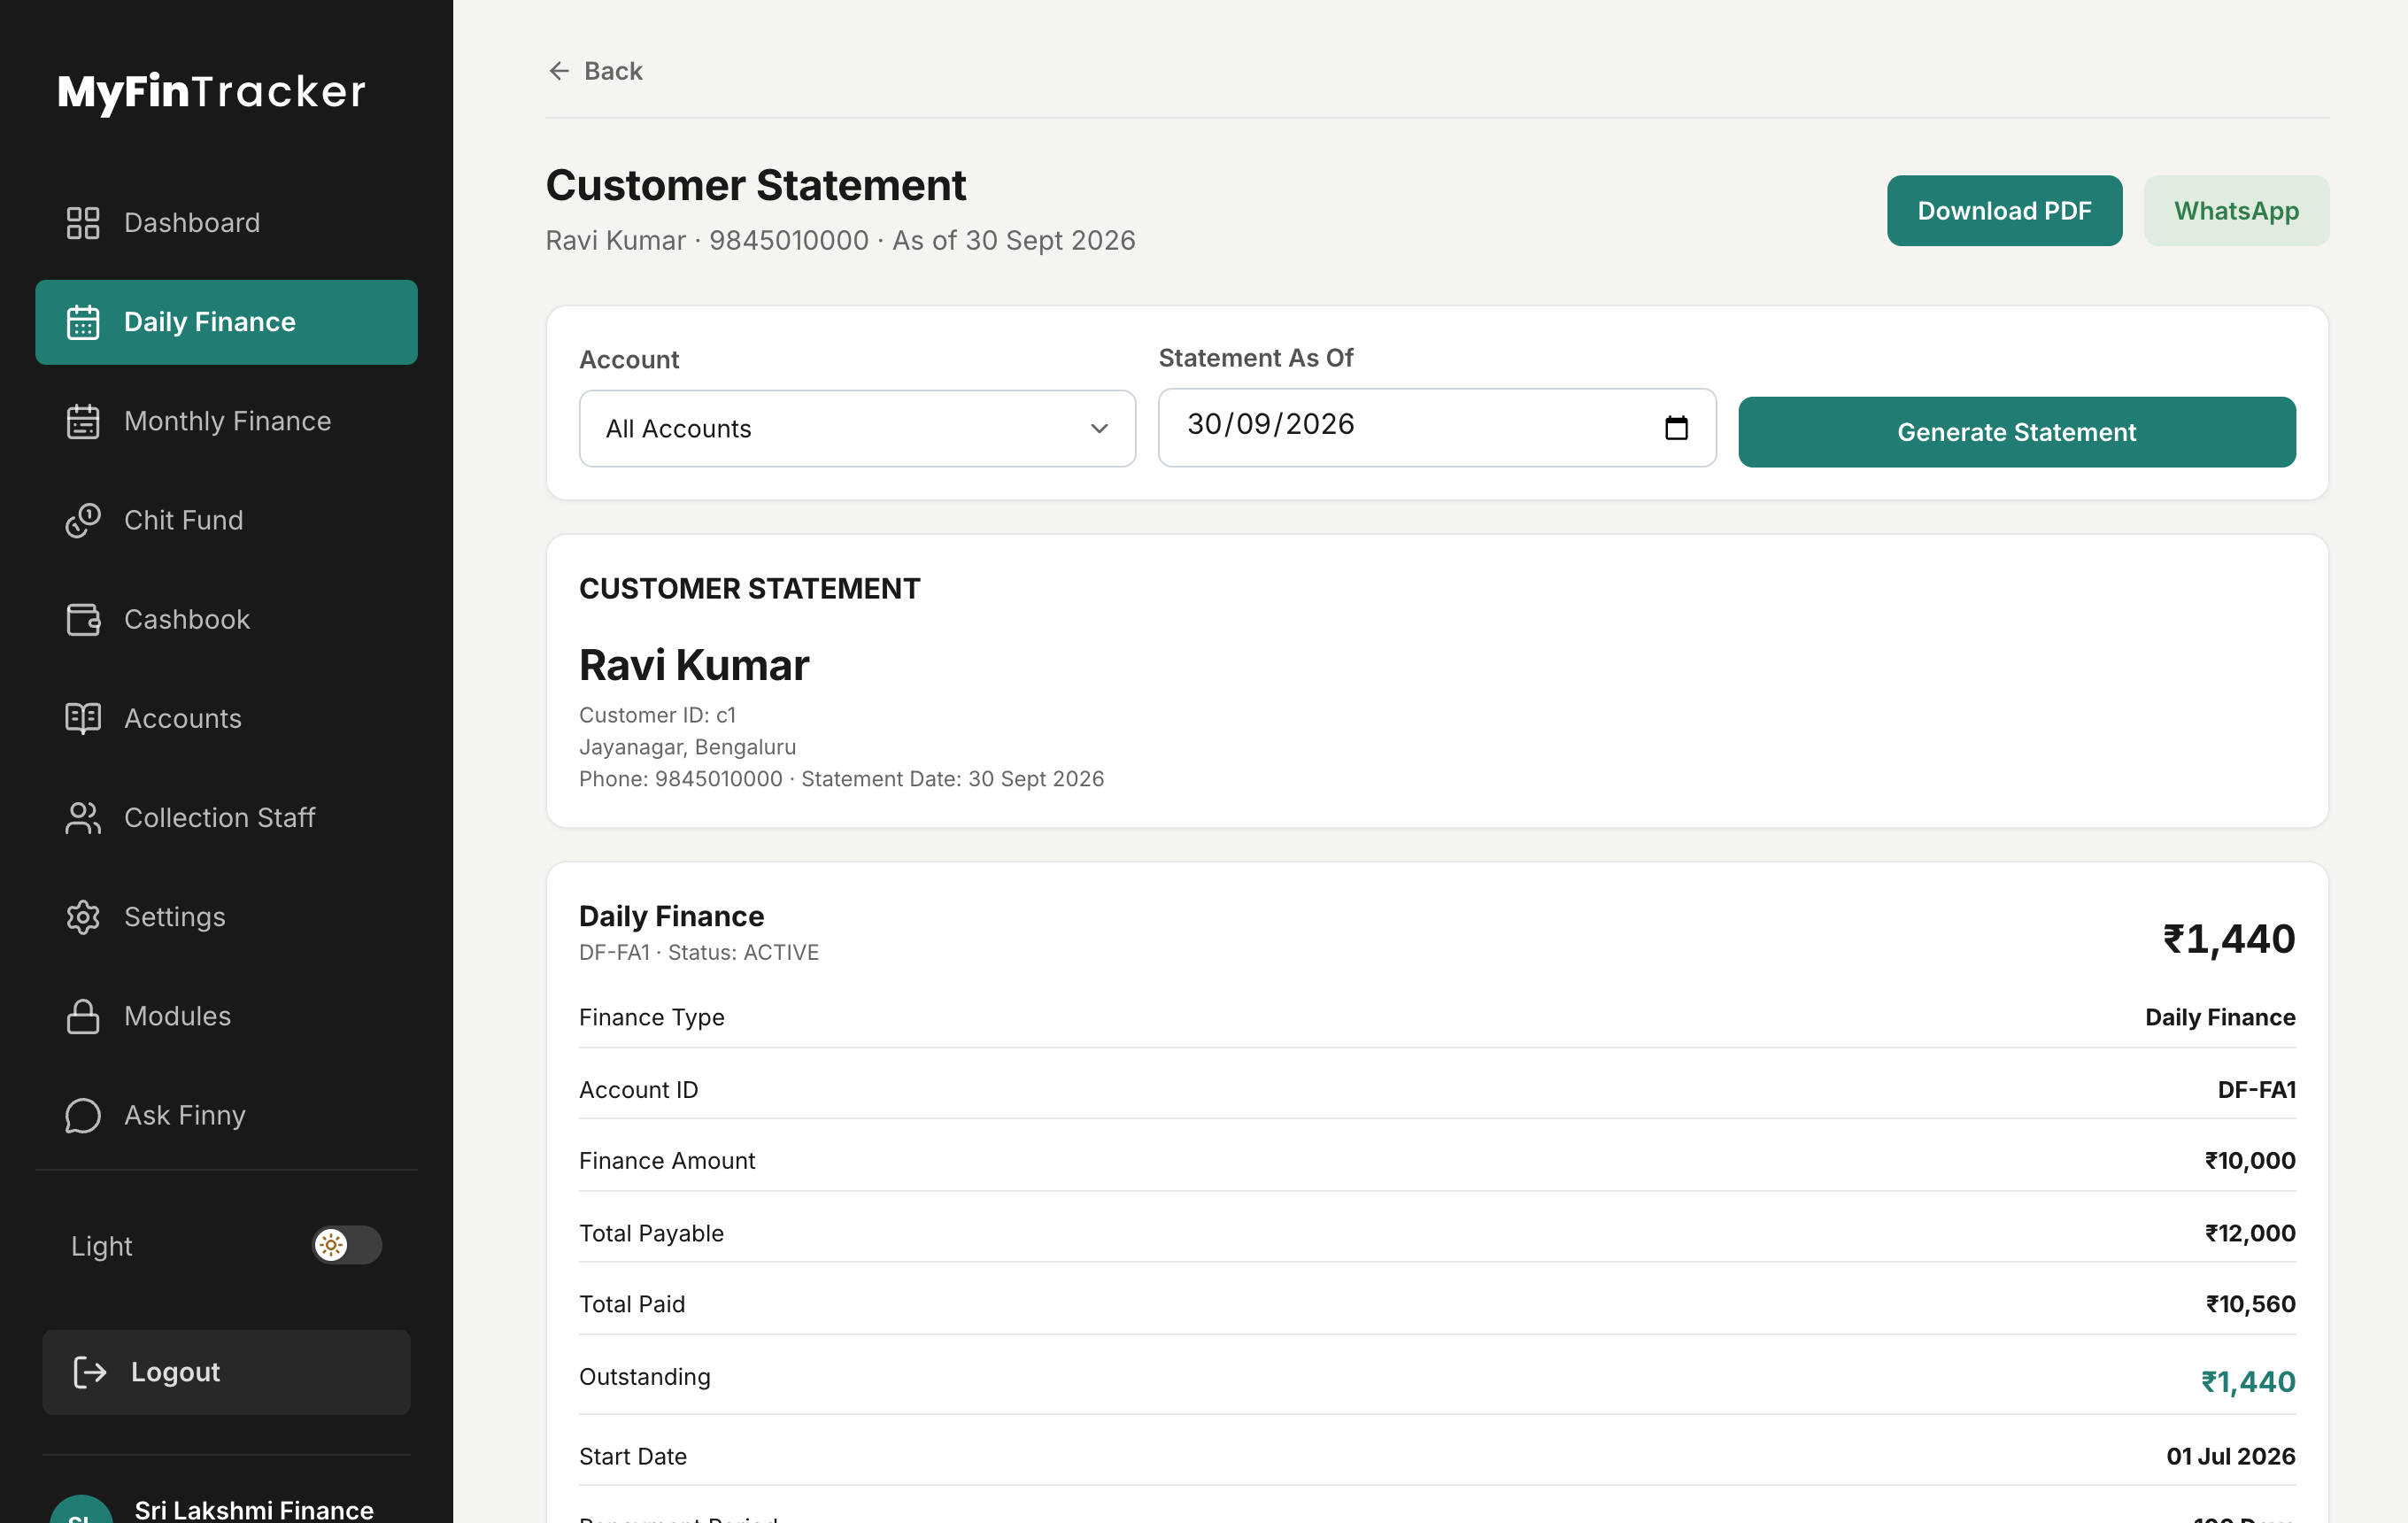 MyFinTracker
Dashboard
Daily Finance
Monthly Finance
Chit Fund
Cashbook
Accounts
Collection Staff
Settings
Modules
Ask Finny
Light
Logout
Sri Lakshmi Finance
Back
Customer Statement
Ravi Kumar · 9845010000 · As of 30 Sept 2026
Download PDF
WhatsApp
Account
All Accounts
Statement As Of
30/09/2026
Generate Statement
CUSTOMER STATEMENT
Ravi Kumar
Customer ID: c1
Jayanagar, Bengaluru
Phone: 9845010000 · Statement Date: 30 Sept 2026
Daily Finance
DF-FA1 · Status: ACTIVE
₹1,440
Finance Type Daily Finance
Account ID DF-FA1
Finance Amount ₹10,000
Total Payable ₹12,000
Total Paid ₹10,560
Outstanding ₹1,440
Start Date 01 Jul 2026